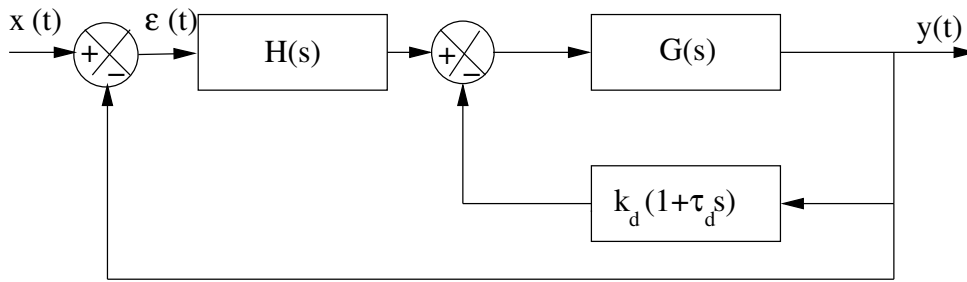 x (t)
ε (t)
y(t)
+
−
H(s)
+
−
G(s)
k_d (1+τ_d s)